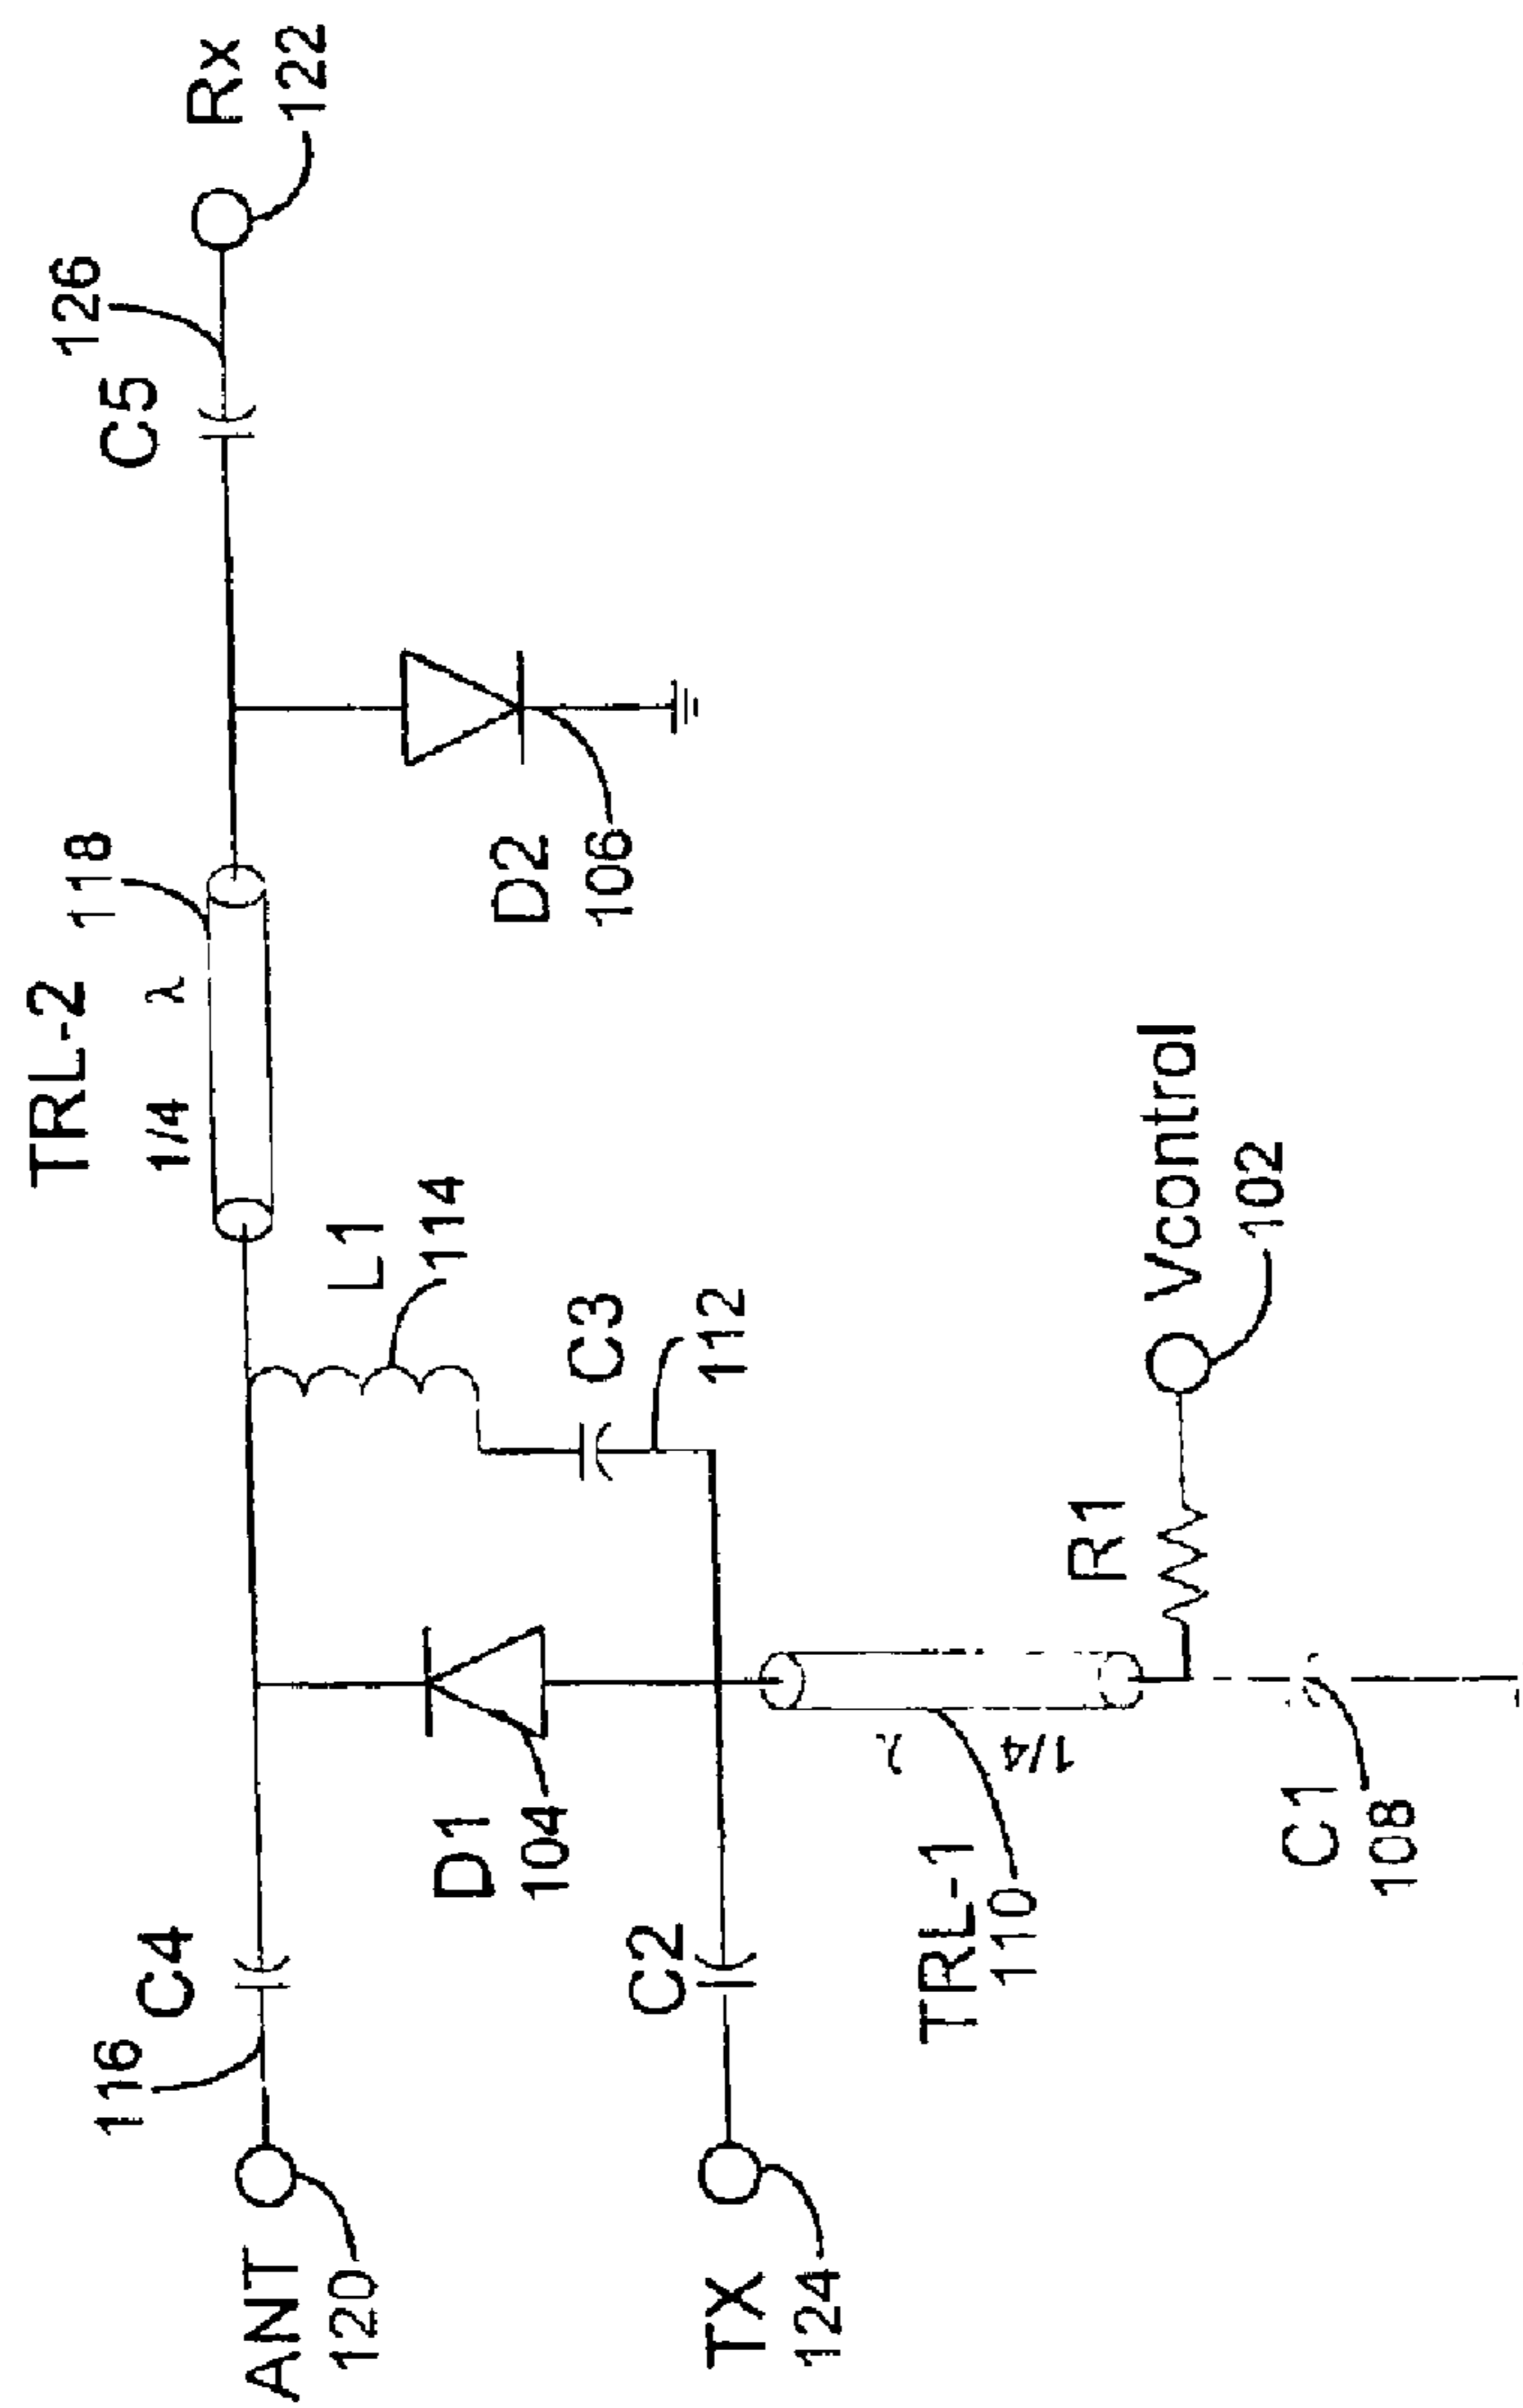 TRL-2
118
1/4 λ
126
C5
Rx
122
116
C4
L1
114
D2
106
ANT
120
D1
104
C3
112
C2
TX
124
TRL-1
110
λ
1/4
R1
Vcontrol
102
C1
108